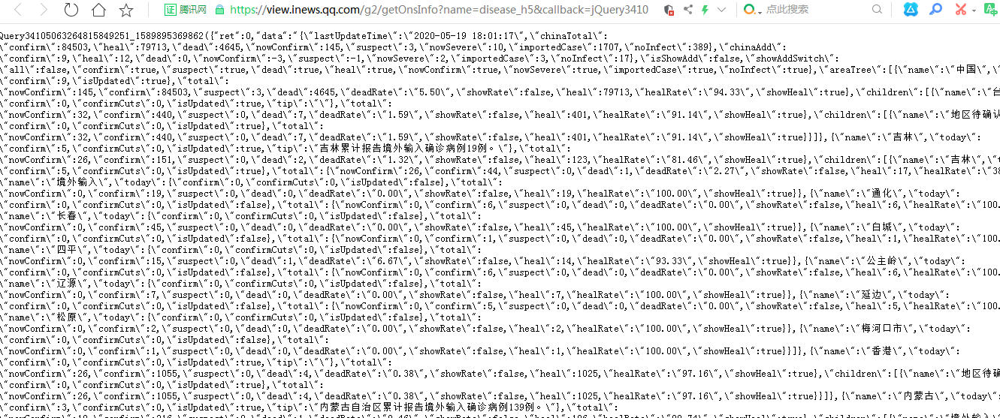 证 腾讯网 https://view.inews.qq.com/g2/getOnsInfo?name=disease_h5&callback=jQuery3410 点此搜索
Query34105063264815849251_1589895369862({"ret":0,"data":"{\"lastUpdateTime\":\"2020-05-19 18:01:17\",\"chinaTotal\":
\"confirm\":84503,\"heal\":79713,\"dead\":4645,\"nowConfirm\":145,\"suspect\":3,\"nowSevere\":10,\"importedCase\":1707,\"noInfect\":389},\"chinaAdd\":
\"confirm\":9,\"heal\":12,\"dead\":0,\"nowConfirm\":-3,\"suspect\":-1,\"nowSevere\":2,\"importedCase\":3,\"noInfect\":17},\"isShowAdd\":false,\"showAddSwitch\":
\"all\":false,\"confirm\":true,\"suspect\":true,\"dead\":true,\"heal\":true,\"nowConfirm\":true,\"nowSevere\":true,\"importedCase\":true,\"noInfect\":true},\"areaTree\":[{\"name\":\"中国\",\"
\"confirm\":9,\"isUpdated\":true},\"total\":
\"nowConfirm\":145,\"confirm\":84503,\"suspect\":3,\"dead\":4645,\"deadRate\":\"5.50\",\"showRate\":false,\"heal\":79713,\"healRate\":\"94.33\",\"showHeal\":true},\"children\":[{\"name\":\"台
\"confirm\":0,\"confirmCuts\":0,\"isUpdated\":true,\"tip\":\"\"},\"total\":
\"nowConfirm\":32,\"confirm\":440,\"suspect\":0,\"dead\":7,\"deadRate\":\"1.59\",\"showRate\":false,\"heal\":401,\"healRate\":\"91.14\",\"showHeal\":true},\"children\":[{\"name\":\"地区待确认
\"confirm\":0,\"confirmCuts\":0,\"isUpdated\":true},\"total\":
\"nowConfirm\":32,\"confirm\":440,\"suspect\":0,\"dead\":7,\"deadRate\":\"1.59\",\"showRate\":false,\"heal\":401,\"healRate\":\"91.14\",\"showHeal\":true}}]},{\"name\":\"吉林\",\"today\":
\"confirm\":5,\"confirmCuts\":0,\"isUpdated\":true,\"tip\":\"吉林累计报告境外输入确诊病例19例。\"},\"total\":
\"nowConfirm\":26,\"confirm\":151,\"suspect\":0,\"dead\":2,\"deadRate\":\"1.32\",\"showRate\":false,\"heal\":123,\"healRate\":\"81.46\",\"showHeal\":true},\"children\":[{\"name\":\"吉林\",\"
\"confirm\":5,\"confirmCuts\":0,\"isUpdated\":true},\"total\":{\"nowConfirm\":26,\"confirm\":44,\"suspect\":0,\"dead\":1,\"deadRate\":\"2.27\",\"showRate\":false,\"heal\":17,\"healRate\":\"38
\"name\":\"境外输入\",\"today\":{\"confirm\":0,\"confirmCuts\":0,\"isUpdated\":false},\"total\":
\"nowConfirm\":0,\"confirm\":19,\"suspect\":0,\"dead\":0,\"deadRate\":\"0.00\",\"showRate\":false,\"heal\":19,\"healRate\":\"100.00\",\"showHeal\":true}},{\"name\":\"通化\",\"today\":
\"confirm\":0,\"confirmCuts\":0,\"isUpdated\":false},\"total\":{\"nowConfirm\":0,\"confirm\":6,\"suspect\":0,\"dead\":0,\"deadRate\":\"0.00\",\"showRate\":false,\"heal\":6,\"healRate\":\"100.
\"name\":\"长春\",\"today\":{\"confirm\":0,\"confirmCuts\":0,\"isUpdated\":false},\"total\":
\"nowConfirm\":0,\"confirm\":45,\"suspect\":0,\"dead\":0,\"deadRate\":\"0.00\",\"showRate\":false,\"heal\":45,\"healRate\":\"100.00\",\"showHeal\":true}},{\"name\":\"白城\",\"today\":
\"confirm\":0,\"confirmCuts\":0,\"isUpdated\":false},\"total\":{\"nowConfirm\":0,\"confirm\":1,\"suspect\":0,\"dead\":0,\"deadRate\":\"0.00\",\"showRate\":false,\"heal\":1,\"healRate\":\"100.
\"name\":\"四平\",\"today\":{\"confirm\":0,\"confirmCuts\":0,\"isUpdated\":false},\"total\":
\"nowConfirm\":0,\"confirm\":15,\"suspect\":0,\"dead\":1,\"deadRate\":\"6.67\",\"showRate\":false,\"heal\":14,\"healRate\":\"93.33\",\"showHeal\":true}},{\"name\":\"公主岭\",\"today\":
\"confirm\":0,\"confirmCuts\":0,\"isUpdated\":false},\"total\":{\"nowConfirm\":0,\"confirm\":6,\"suspect\":0,\"dead\":0,\"deadRate\":\"0.00\",\"showRate\":false,\"heal\":6,\"healRate\":\"100.
\"name\":\"辽源\",\"today\":{\"confirm\":0,\"confirmCuts\":0,\"isUpdated\":false},\"total\":
\"nowConfirm\":0,\"confirm\":7,\"suspect\":0,\"dead\":0,\"deadRate\":\"0.00\",\"showRate\":false,\"heal\":7,\"healRate\":\"100.00\",\"showHeal\":true}},{\"name\":\"延边\",\"today\":
\"confirm\":0,\"confirmCuts\":0,\"isUpdated\":false},\"total\":{\"nowConfirm\":0,\"confirm\":5,\"suspect\":0,\"dead\":0,\"deadRate\":\"0.00\",\"showRate\":false,\"heal\":5,\"healRate\":\"100.
\"name\":\"松原\",\"today\":{\"confirm\":0,\"confirmCuts\":0,\"isUpdated\":false},\"total\":
\"nowConfirm\":0,\"confirm\":2,\"suspect\":0,\"dead\":0,\"deadRate\":\"0.00\",\"showRate\":false,\"heal\":2,\"healRate\":\"100.00\",\"showHeal\":true}},{\"name\":\"梅河口市\",\"today\":
\"confirm\":0,\"confirmCuts\":0,\"isUpdated\":false},\"total\":
\"nowConfirm\":0,\"confirm\":1,\"suspect\":0,\"dead\":0,\"deadRate\":\"0.00\",\"showRate\":false,\"heal\":1,\"healRate\":\"100.00\",\"showHeal\":true}}]},{\"name\":\"香港\",\"today\":
\"confirm\":0,\"confirmCuts\":0,\"isUpdated\":true,\"tip\":\"\"},\"total\":
\"nowConfirm\":26,\"confirm\":1055,\"suspect\":0,\"dead\":4,\"deadRate\":\"0.38\",\"showRate\":false,\"heal\":1025,\"healRate\":\"97.16\",\"showHeal\":true},\"children\":[{\"name\":\"地区待确
\"confirm\":0,\"confirmCuts\":0,\"isUpdated\":true},\"total\":
\"nowConfirm\":26,\"confirm\":1055,\"suspect\":0,\"dead\":4,\"deadRate\":\"0.38\",\"showRate\":false,\"heal\":1025,\"healRate\":\"97.16\",\"showHeal\":true}}]},{\"name\":\"内蒙古\",\"today\":
\"confirm\":3,\"confirmCuts\":0,\"isUpdated\":true,\"tip\":\"内蒙古自治区累计报告境外输入确诊病例139例。\"},\"total\":